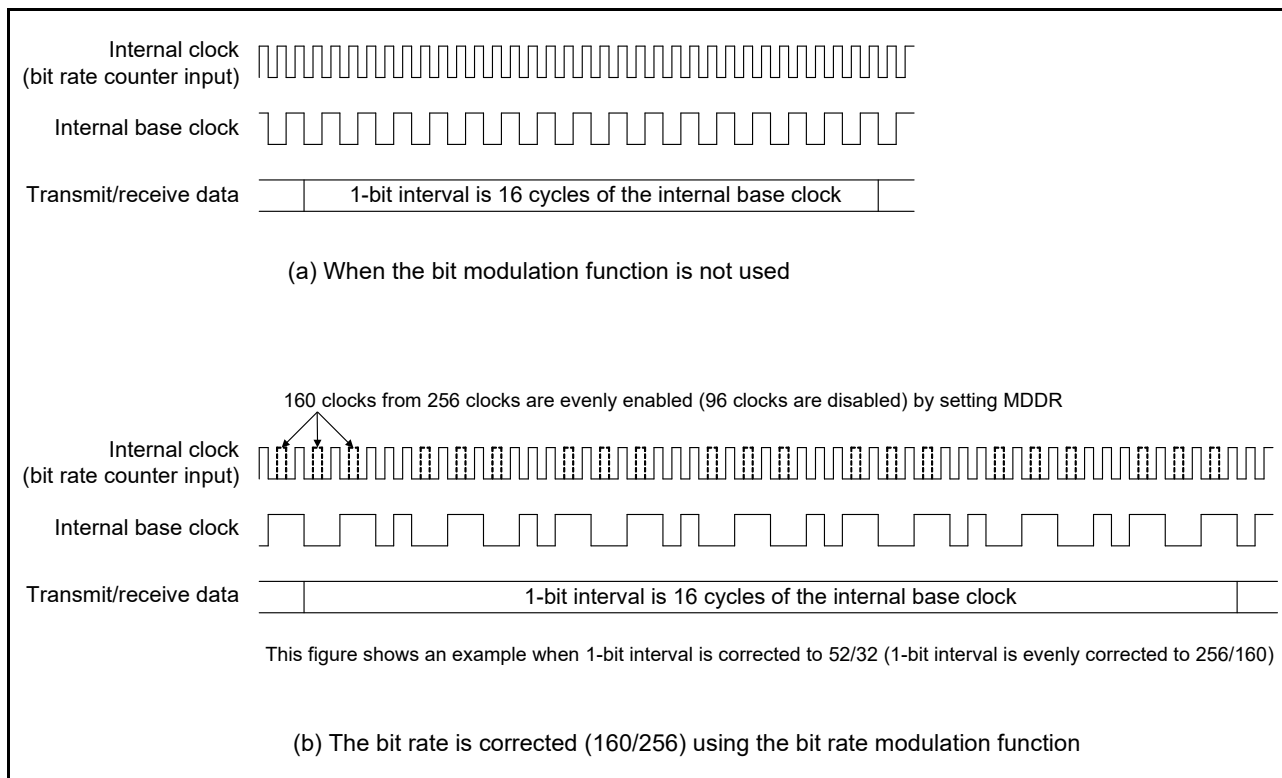 Internal clock
(bit rate counter input)
Internal base clock
Transmit/receive data
1-bit interval is 16 cycles of the internal base clock
(a) When the bit modulation function is not used
160 clocks from 256 clocks are evenly enabled (96 clocks are disabled) by setting MDDR
Internal clock
(bit rate counter input)
Internal base clock
Transmit/receive data
1-bit interval is 16 cycles of the internal base clock
This figure shows an example when 1-bit interval is corrected to 52/32 (1-bit interval is evenly corrected to 256/160)
(b) The bit rate is corrected (160/256) using the bit rate modulation function